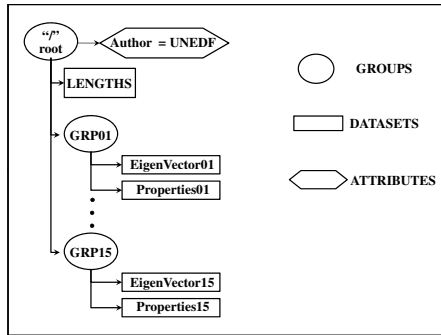 “/”
root
Author = UNEDF
LENGTHS
GRP01
EigenVector01
Properties01
GRP15
EigenVector15
Properties15
GROUPS
DATASETS
ATTRIBUTES